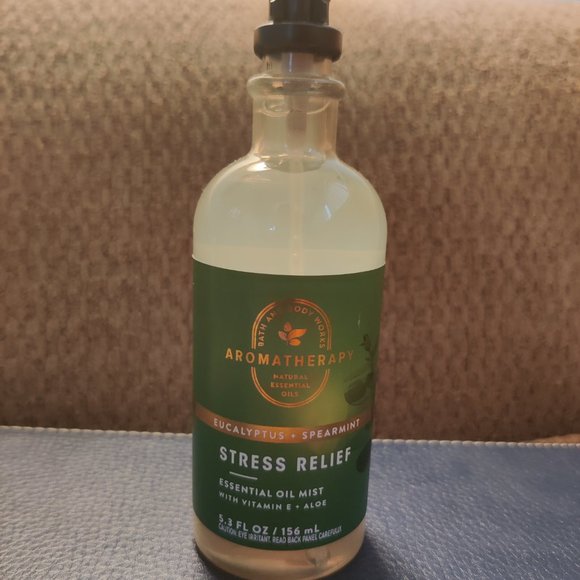 BATH AND BODY WORKS
AROMATHERAPY
NATURAL
ESSENTIAL
OILS
EUCALYPTUS + SPEARMINT
STRESS RELIEF
ESSENTIAL OIL MIST
WITH VITAMIN E + ALOE
5.3 FL OZ / 156 mL
CAUTION: EYE IRRITANT. READ BACK PANEL CAREFULLY.